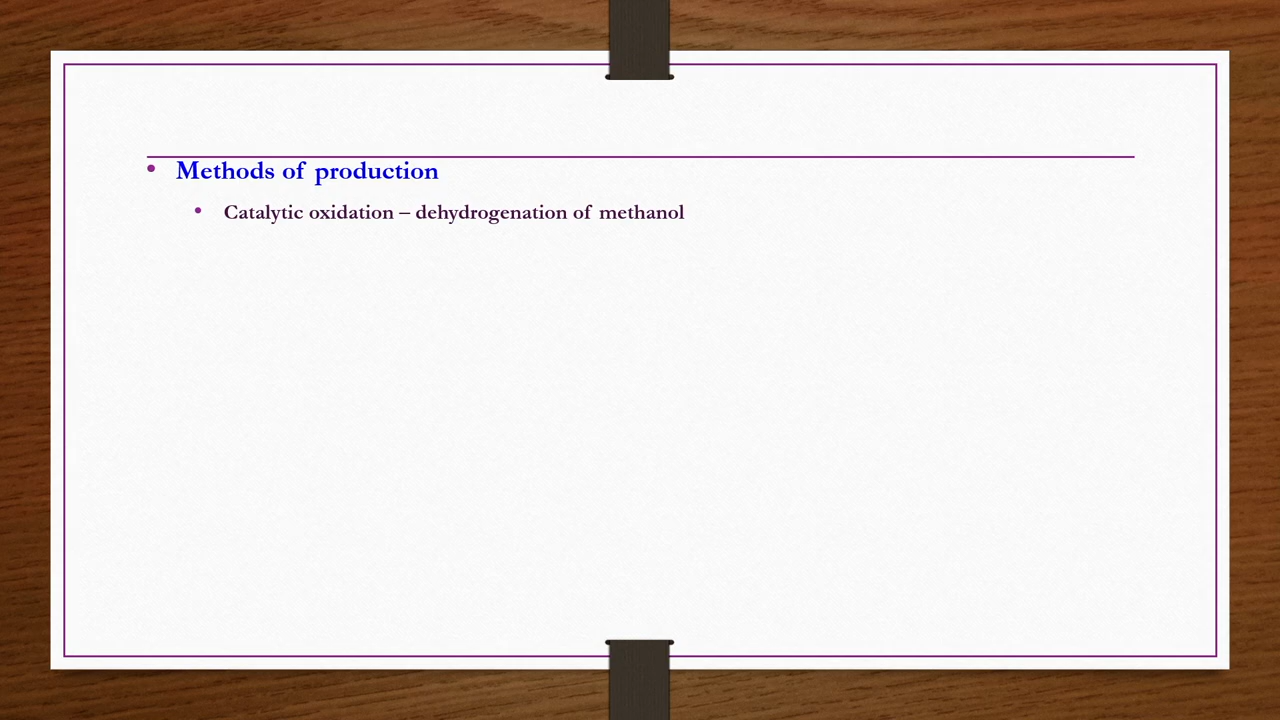 • Methods of production
• Catalytic oxidation – dehydrogenation of methanol